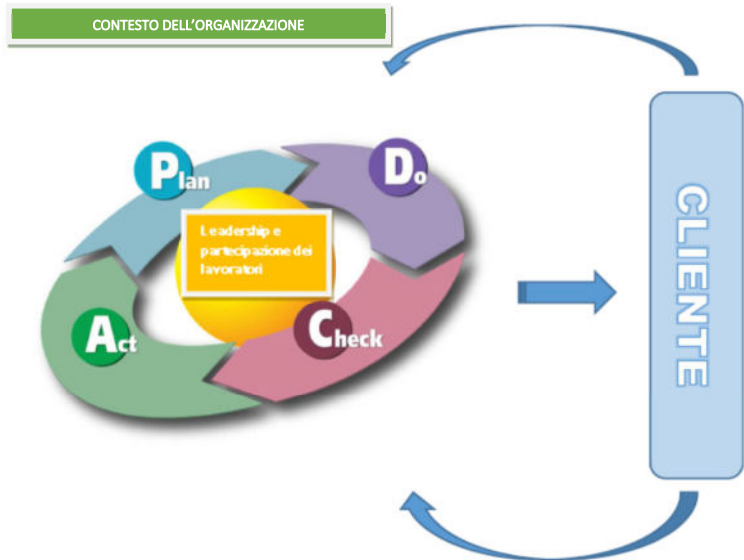 CONTESTO DELL'ORGANIZZAZIONE
Plan
Do
Leadership e
partecipazione dei
lavoratori
Act
Check
CLIENTE